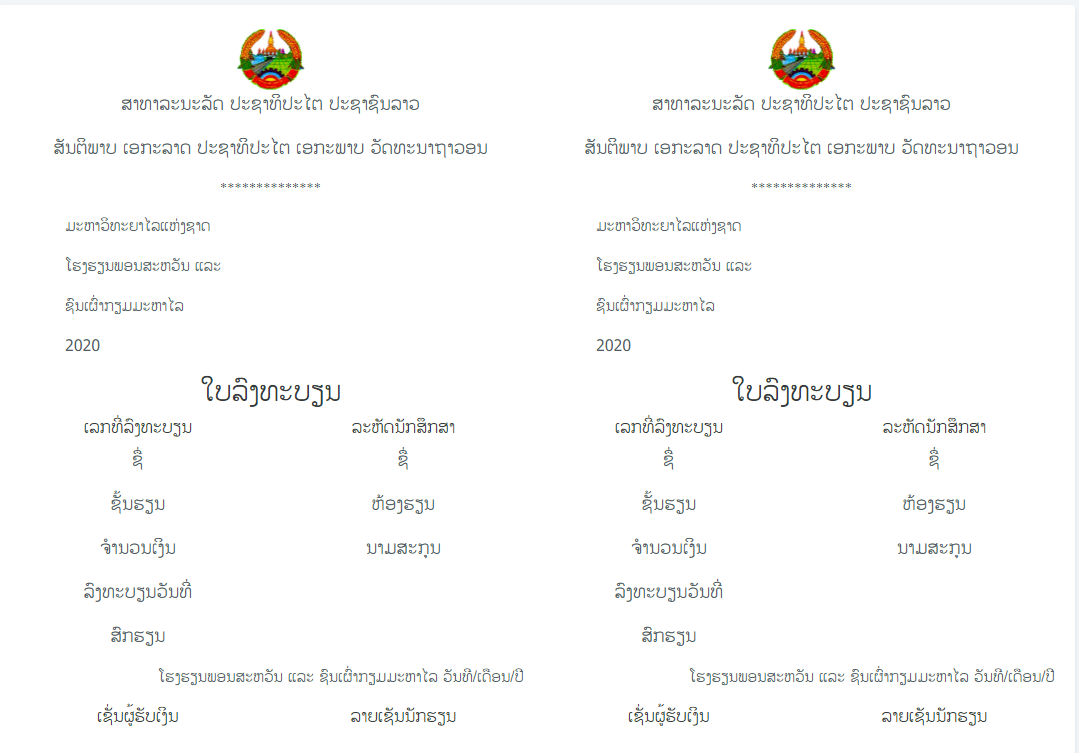 ສາທາລະນະລັດ ປະຊາທິປະໄຕ ປະຊາຊົນລາວ
ສັນຕິພາບ ເອກະລາດ ປະຊາທິປະໄຕ ເອກະພາບ ວັດທະນາຖາວອນ
**************
ມະຫາວິທະຍາໄລແຫ່ງຊາດ
ໂຮງຮຽນພອນສະຫວັນ ແລະ
ຊົນເຜົ່າກຽມມະຫາໄລ
2020
ໃບລົງທະບຽນ
ເລກທີ່ລົງທະບຽນ ລະຫັດນັກສຶກສາ
ຊື່ ຊື່
ຊັ້ນຮຽນ ຫ້ອງຮຽນ
ຈຳນວນເງິນ ນາມສະກຸນ
ລົງທະບຽນວັນທີ່
ສົກຮຽນ
ໂຮງຮຽນພອນສະຫວັນ ແລະ ຊົນເຜົ່າກຽມມະຫາໄລ ວັນທີ/ເດືອນ/ປີ
ເຊັ່ນຜູ້ຮັບເງິນ ລາຍເຊັນນັກຮຽນ
ສາທາລະນະລັດ ປະຊາທິປະໄຕ ປະຊາຊົນລາວ
ສັນຕິພາບ ເອກະລາດ ປະຊາທິປະໄຕ ເອກະພາບ ວັດທະນາຖາວອນ
**************
ມະຫາວິທະຍາໄລແຫ່ງຊາດ
ໂຮງຮຽນພອນສະຫວັນ ແລະ
ຊົນເຜົ່າກຽມມະຫາໄລ
2020
ໃບລົງທະບຽນ
ເລກທີ່ລົງທະບຽນ ລະຫັດນັກສຶກສາ
ຊື່ ຊື່
ຊັ້ນຮຽນ ຫ້ອງຮຽນ
ຈຳນວນເງິນ ນາມສະກຸນ
ລົງທະບຽນວັນທີ່
ສົກຮຽນ
ໂຮງຮຽນພອນສະຫວັນ ແລະ ຊົນເຜົ່າກຽມມະຫາໄລ ວັນທີ/ເດືອນ/ປີ
ເຊັ່ນຜູ້ຮັບເງິນ ລາຍເຊັນນັກຮຽນ